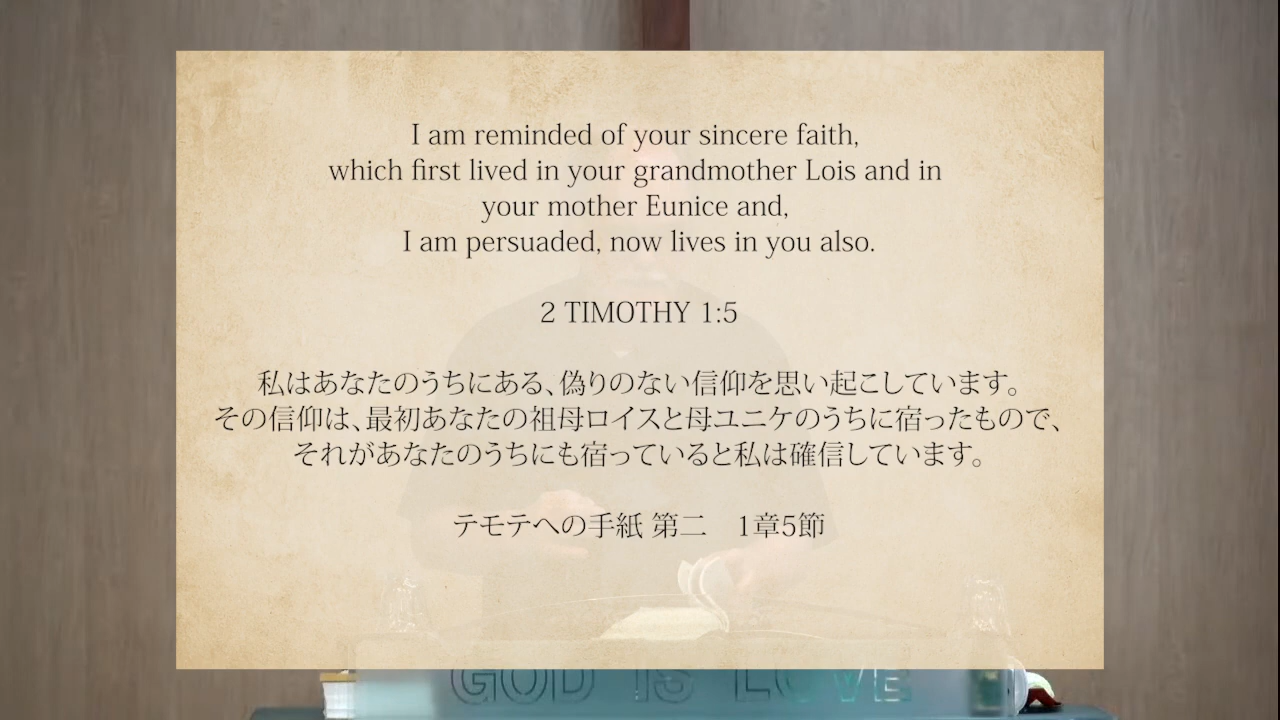 I am reminded of your sincere faith,
which first lived in your grandmother Lois and in
your mother Eunice and,
I am persuaded, now lives in you also.
2 TIMOTHY 1:5
私はあなたのうちにある、偽りのない信仰を思い起こしています。
その信仰は、最初あなたの祖母ロイスと母ユニケのうちに宿ったもので、
それがあなたのうちにも宿っていると私は確信しています。
テモテへの手紙 第二　1章5節
GOD IS LOVE